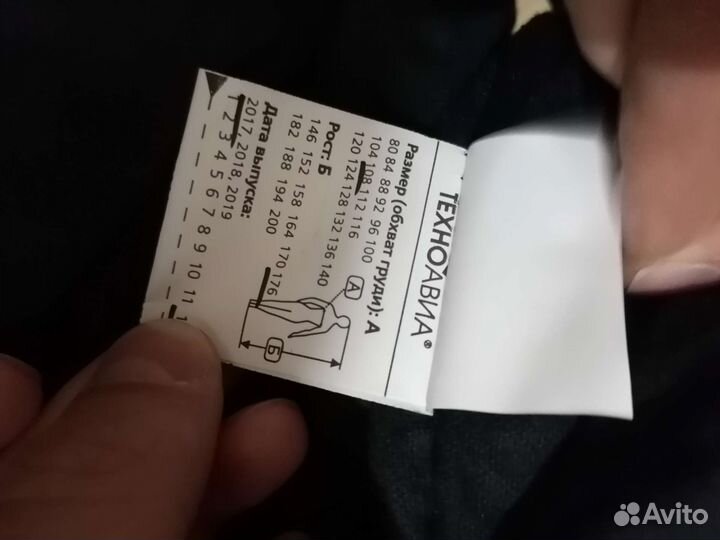 ТЕХНОАВИА®
Размер (обхват груди): А
80 84 88 92 96 100
104 108 112 116
120 124 128 132 136 140
Рост: Б
146 152 158 164 170 176
182 188 194 200
А
Б
Дата выпуска:
2017, 2018, 2019
1 2 3 4 5 6 7 8 9 10 11
Avito